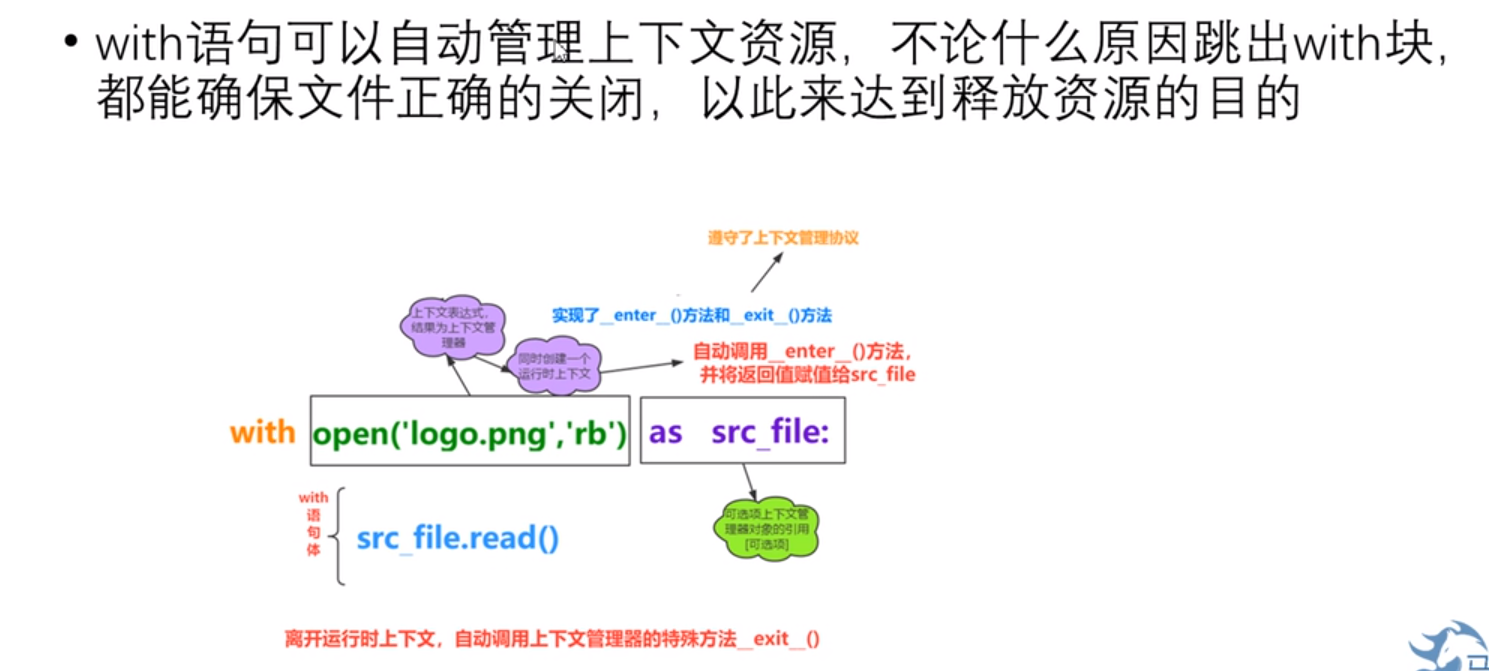 • with语句可以自动管理上下文资源，不论什么原因跳出with块，
都能确保文件正确的关闭，以此来达到释放资源的目的
遵守了上下文管理协议
实现了__enter__()方法和__exit__()方法
上下文表达式，
结果为上下文管
理器
同时创建一个
运行时上下文
自动调用__enter__()方法，
并将返回值赋值给src_file
with open('logo.png','rb') as src_file:
with
语
句
体
src_file.read()
可选项上下文管
理器对象的引用
[可选项]
离开运行时上下文，自动调用上下文管理器的特殊方法__exit__()